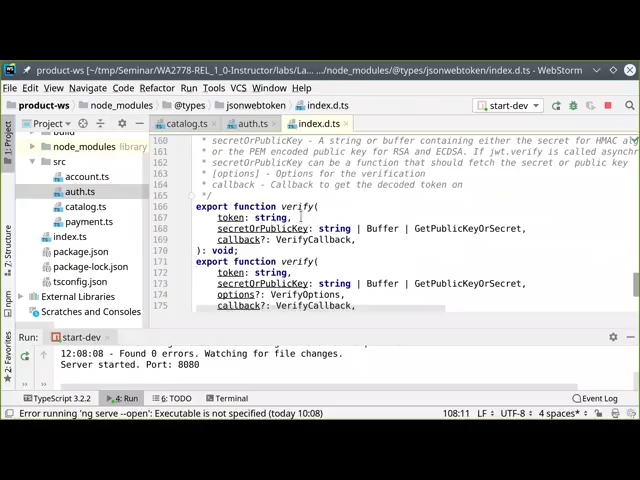 product-ws [~/tmp/Seminar/WA2778-REL_1_0-Instructor/labs/La... .../node_modules/@types/jsonwebtoken/index.d.ts - WebStorm
File Edit View Navigate Code Refactor Run Tools VCS Window Help
product-ws node_modules @types jsonwebtoken index.d.ts start-dev
Project catalog.ts auth.ts index.d.ts
1: Project
7: Structure
npm
2: Favorites
build
node_modules library
src
account.ts
auth.ts
catalog.ts
payment.ts
index.ts
package.json
package-lock.json
tsconfig.json
External Libraries
Scratches and Consoles
160 * secretOrPublicKey - A string or buffer containing either the secret for HMAC alg
161 * or the PEM encoded public key for RSA and ECDSA. If jwt.verify is called asynchr
162 * secretOrPublicKey can be a function that should fetch the secret or public key
163 * [options] - Options for the verification
164 * callback - Callback to get the decoded token on
165 */
166 export function verify(
167 token: string,
168 secretOrPublicKey: string | Buffer | GetPublicKeyOrSecret,
169 callback?: VerifyCallback,
170 ): void;
171 export function verify(
172 token: string,
173 secretOrPublicKey: string | Buffer | GetPublicKeyOrSecret,
174 options?: VerifyOptions,
175 callback?: VerifyCallback,
Run: start-dev
12:08:08 - Found 0 errors. Watching for file changes.
Server started. Port: 8080
TypeScript 3.2.2 4: Run 6: TODO Terminal Event Log
Error running 'ng serve --open': Executable is not specified (today 10:08) 108:11 LF UTF-8 4 spaces*